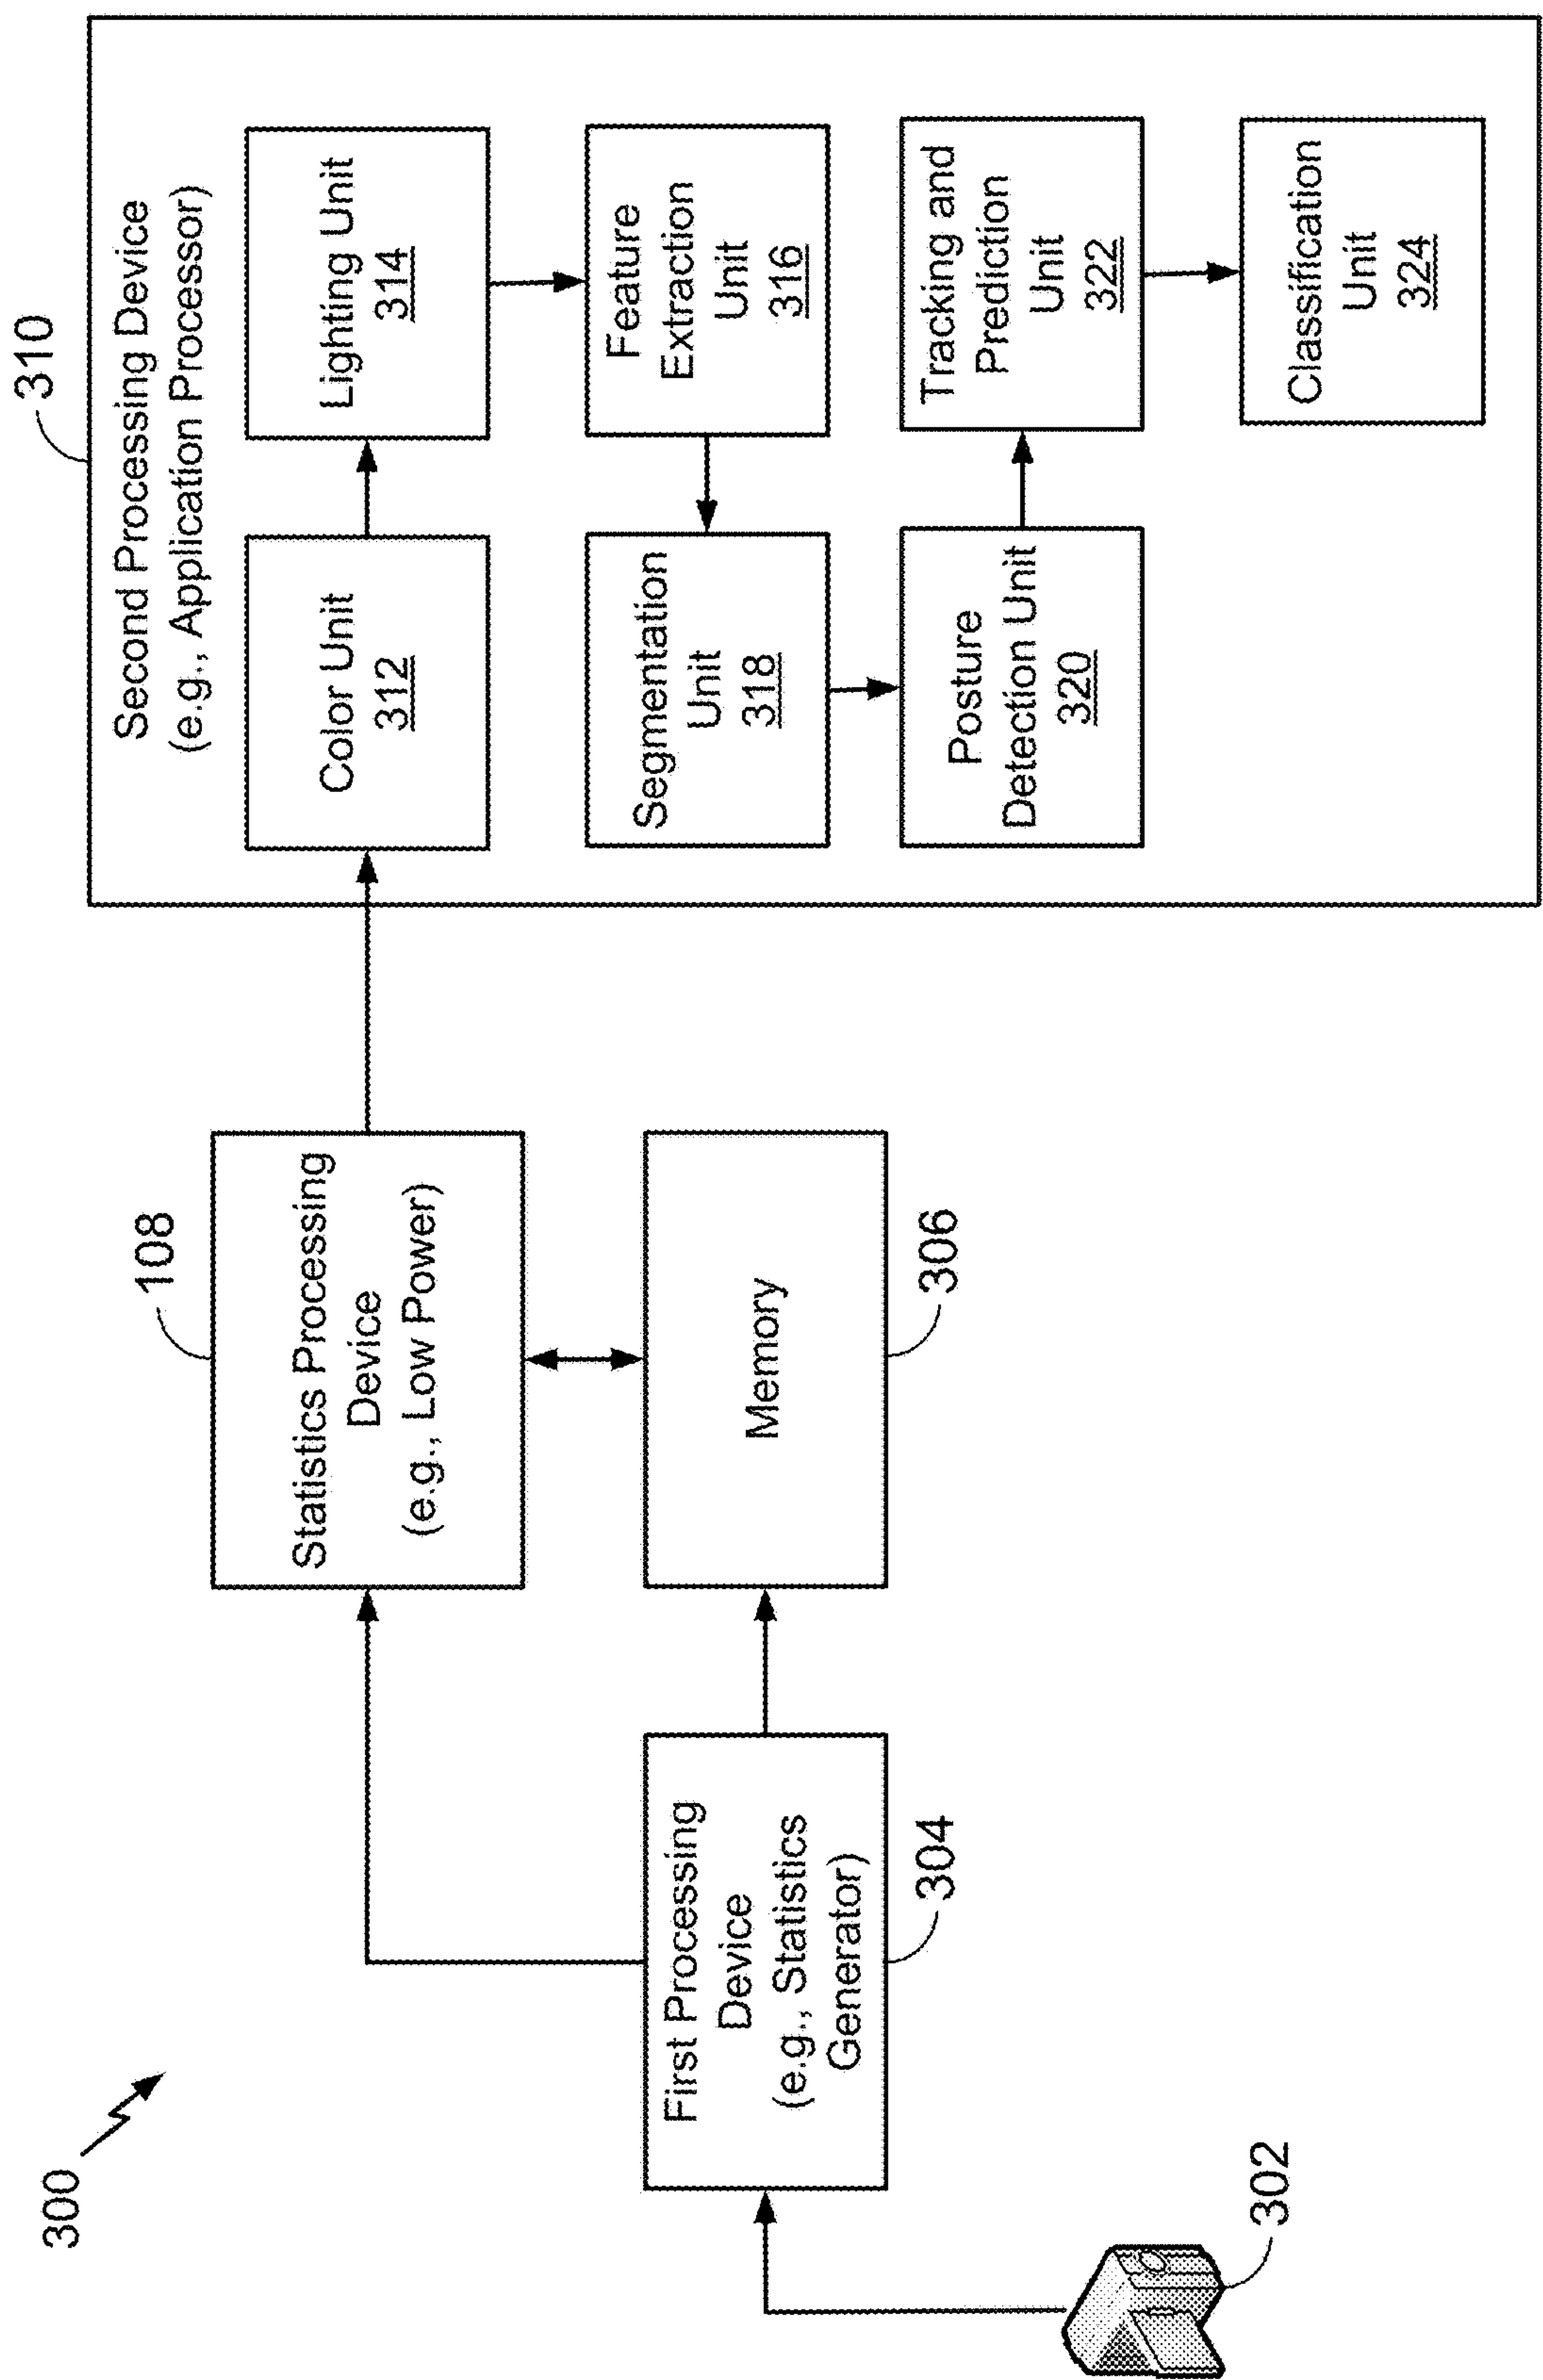 300
302
First Processing
Device
(e.g., Statistics
Generator)
304
108
Statistics Processing
Device
(e.g., Low Power)
Memory
306
310
Second Processing Device
(e.g., Application Processor)
Color Unit
312
Lighting Unit
314
Feature
Extraction
Unit
316
Segmentation
Unit
318
Posture
Detection Unit
320
Tracking and
Prediction
Unit
322
Classification
Unit
324